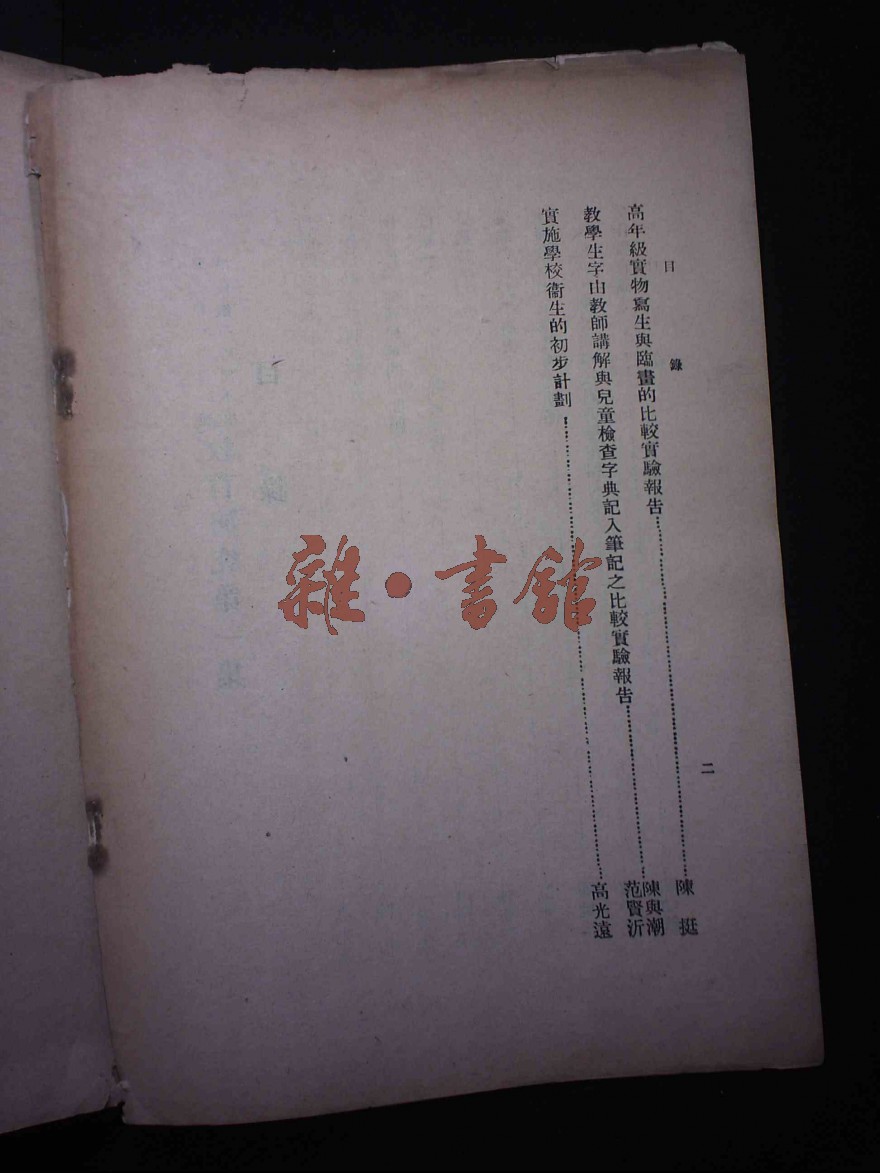 目錄
二
高年級實物寫生與臨畫的比較實驗報告……陳挺
教學生字由教師講解與兒童檢查字典記入筆記之比較實驗報告……陳與潮 范賢沂
實施學校衞生的初步計劃……高光遠
雜·書館